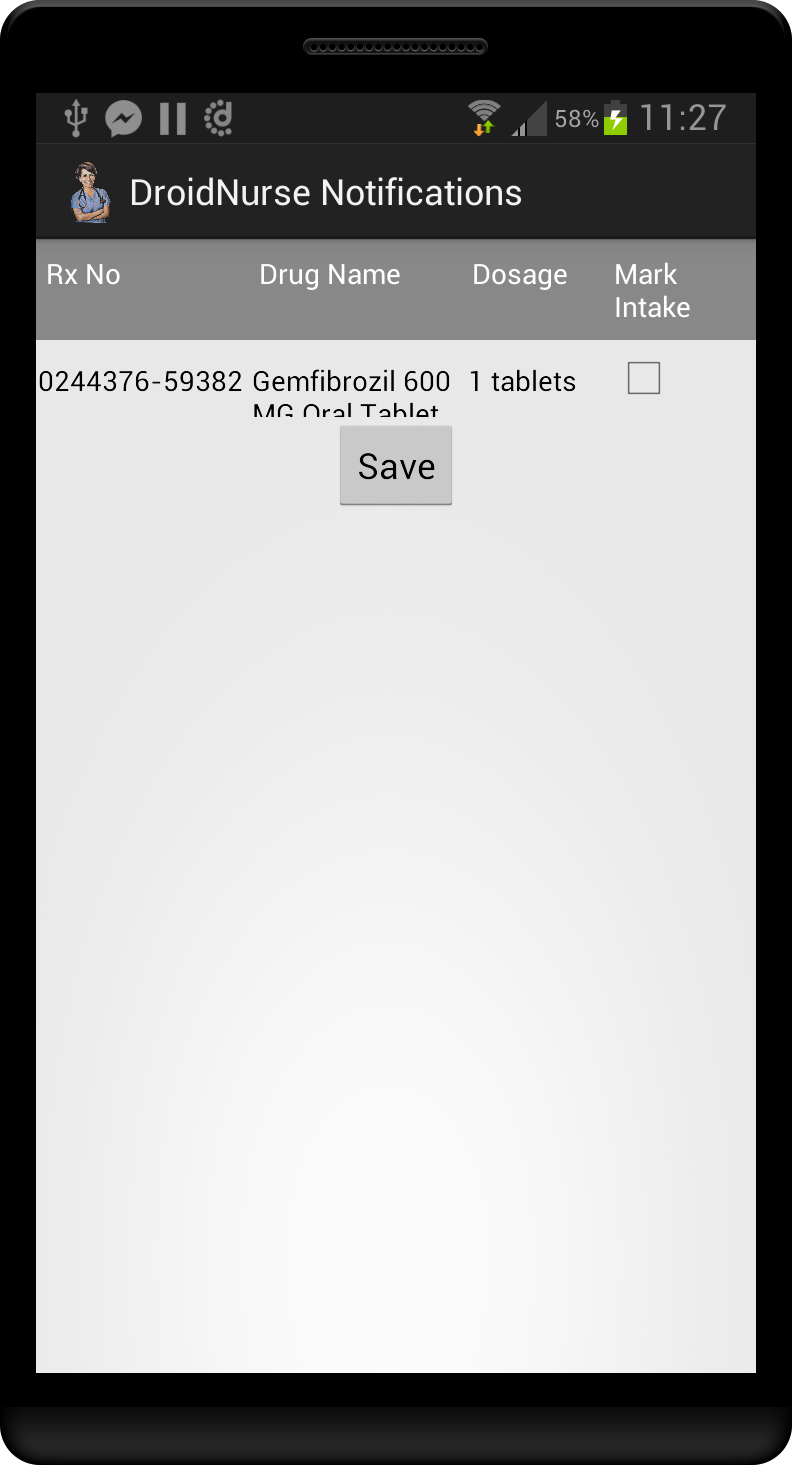 58% 11:27
DroidNurse Notifications
Rx No Drug Name Dosage Mark
Intake
0244376-59382 Gemfibrozil 600 1 tablets
MG Oral Tablet
Save